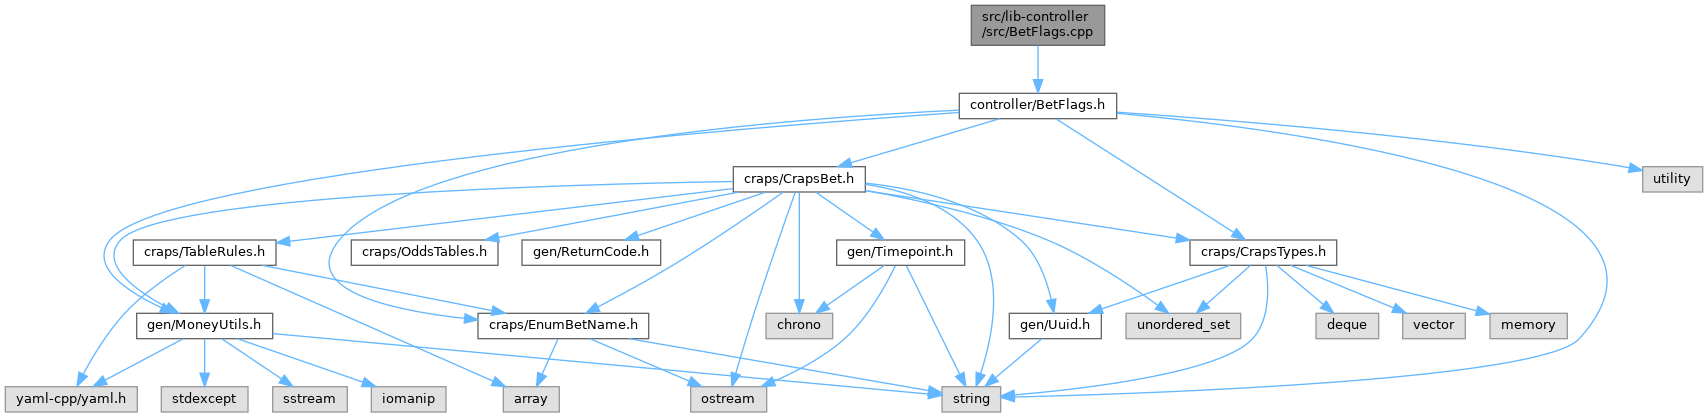 src/lib-controller
/src/BetFlags.cpp
controller/BetFlags.h
craps/CrapsBet.h
utility
craps/TableRules.h
craps/OddsTables.h
gen/ReturnCode.h
gen/Timepoint.h
craps/CrapsTypes.h
gen/MoneyUtils.h
craps/EnumBetName.h
chrono
gen/Uuid.h
unordered_set
deque
vector
memory
yaml-cpp/yaml.h
stdexcept
sstream
iomanip
array
ostream
string